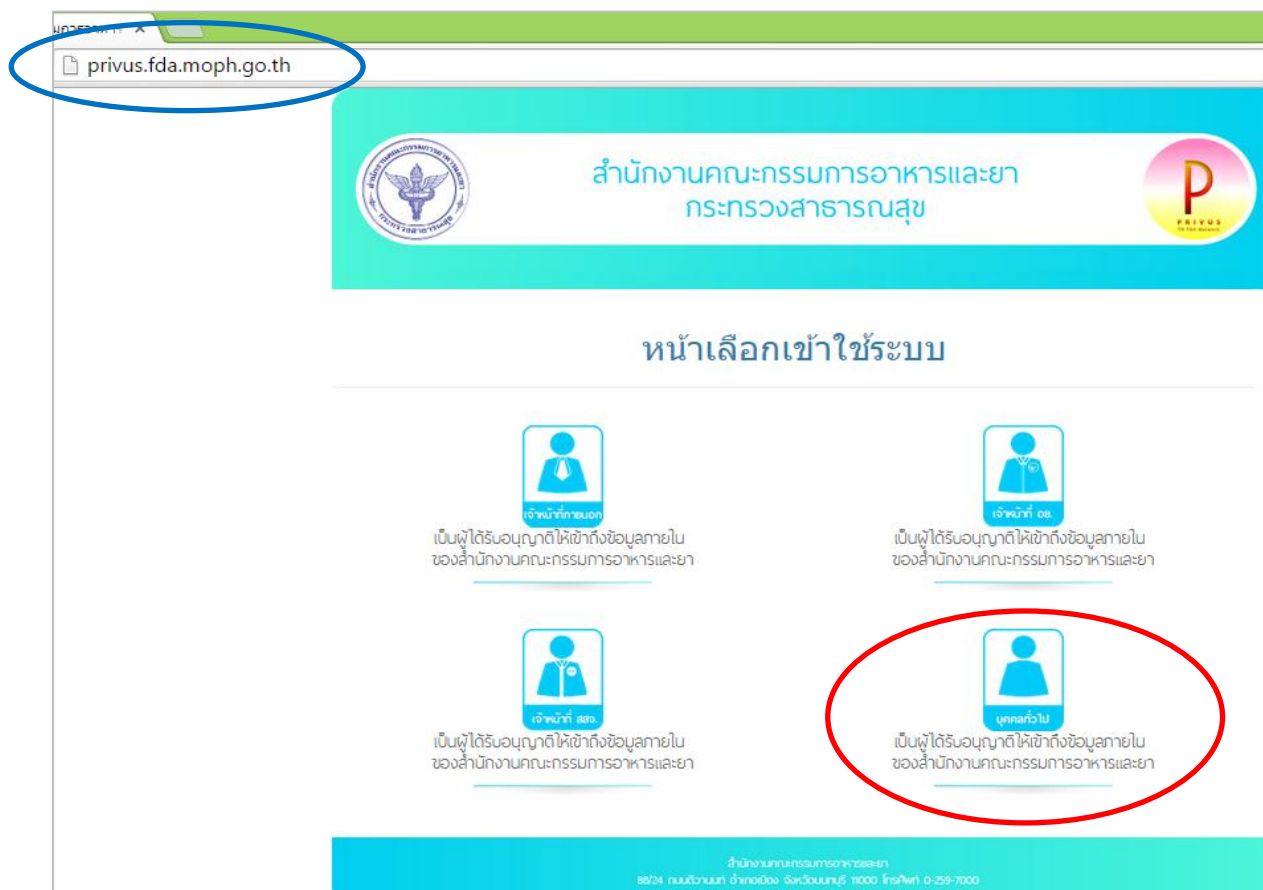 privus.fda.moph.go.th
สำนักงานคณะกรรมการอาหารและยา
กระทรวงสาธารณสุข
P
PRIVUS
หน้าเลือกเข้าใช้ระบบ
เจ้าหน้าที่ภายนอก
เป็นผู้ได้รับอนุญาติให้เข้าถึงข้อมูลภายใน
ของสำนักงานคณะกรรมการอาหารและยา
เจ้าหน้าที่ อย.
เป็นผู้ได้รับอนุญาติให้เข้าถึงข้อมูลภายใน
ของสำนักงานคณะกรรมการอาหารและยา
เจ้าหน้าที่ สสจ.
เป็นผู้ได้รับอนุญาติให้เข้าถึงข้อมูลภายใน
ของสำนักงานคณะกรรมการอาหารและยา
บุคคลทั่วไป
เป็นผู้ได้รับอนุญาติให้เข้าถึงข้อมูลภายใน
ของสำนักงานคณะกรรมการอาหารและยา
สำนักงานคณะกรรมการอาหารและยา
88/24 ถนนติวานนท์ อำเภอเมือง จังหวัดนนทบุรี 11000 โทรศัพท์ 0-259-7000